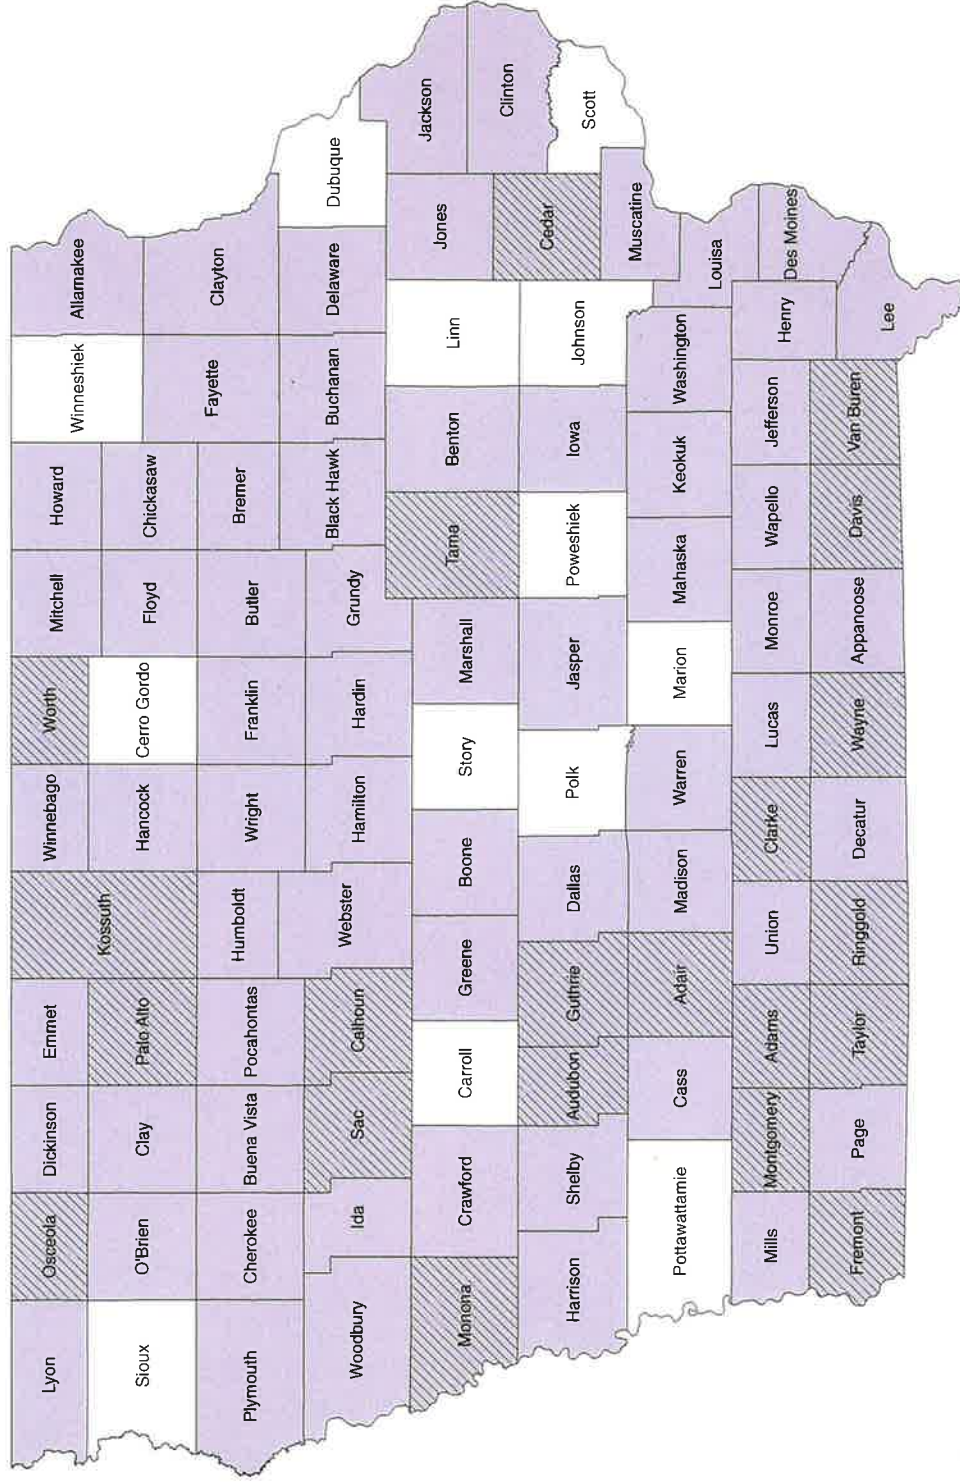 Lyon
Osceola
Dickinson
Emmet
Kossuth
Winnebago
Worth
Mitchell
Howard
Winneshiek
Allamakee
Sioux
O'Brien
Clay
Palo Alto
Hancock
Cerro Gordo
Floyd
Chickasaw
Plymouth
Cherokee
Buena Vista
Pocahontas
Humboldt
Wright
Franklin
Butler
Bremer
Fayette
Clayton
Woodbury
Ida
Sac
Calhoun
Webster
Hamilton
Hardin
Grundy
Black Hawk
Buchanan
Delaware
Dubuque
Monona
Crawford
Carroll
Greene
Boone
Story
Marshall
Tama
Benton
Linn
Jones
Jackson
Harrison
Shelby
Audubon
Guthrie
Dallas
Polk
Jasper
Poweshiek
Iowa
Johnson
Cedar
Clinton
Scott
Pottawattamie
Cass
Adair
Madison
Warren
Marion
Mahaska
Keokuk
Washington
Muscatine
Louisa
Mills
Montgomery
Adams
Union
Clarke
Lucas
Monroe
Wapello
Jefferson
Henry
Des Moines
Fremont
Page
Taylor
Ringgold
Decatur
Wayne
Appanoose
Davis
Van Buren
Lee